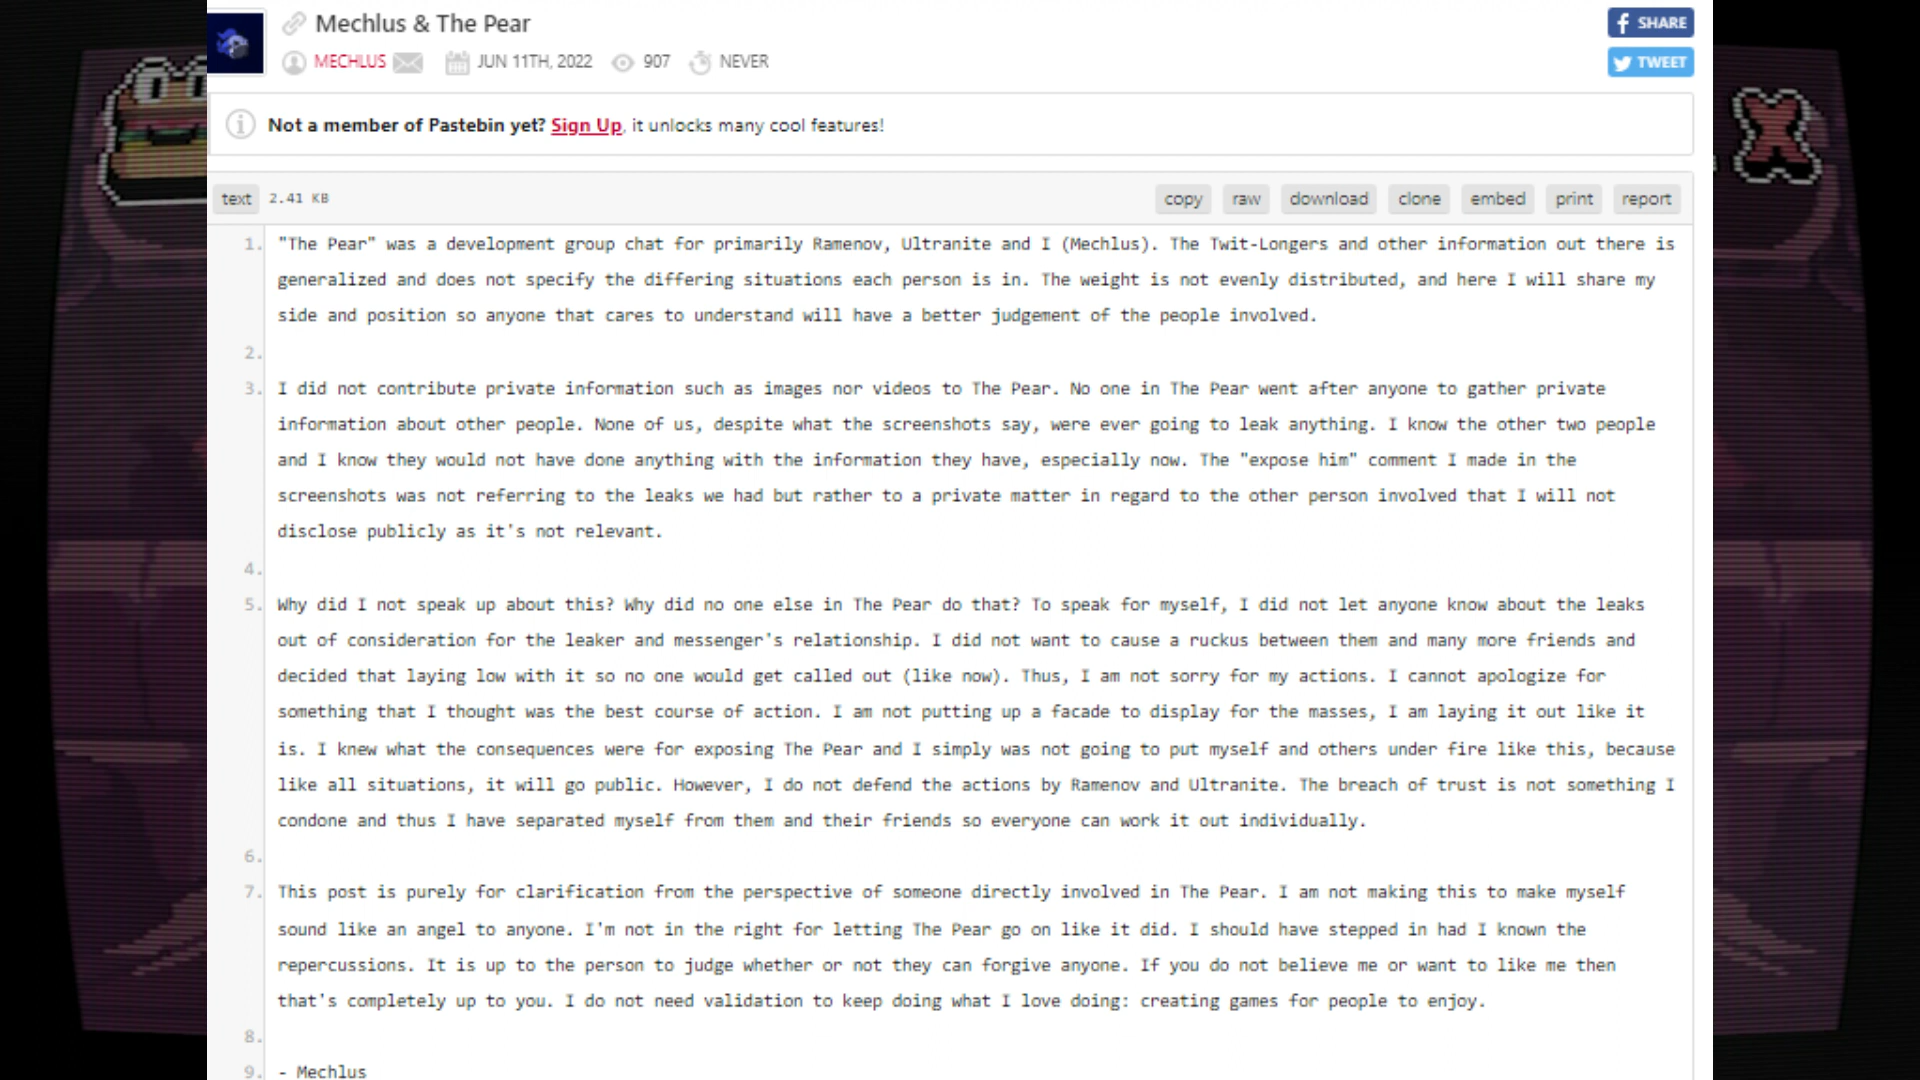 Mechlus & The Pear
SHARE
MECHLUS JUN 11TH, 2022 907 NEVER
TWEET
Not a member of Pastebin yet? Sign Up, it unlocks many cool features!
text 2.41 KB copy raw download clone embed print report
1. "The Pear" was a development group chat for primarily Ramenov, Ultranite and I (Mechlus). The Twit-Longers and other information out there is
generalized and does not specify the differing situations each person is in. The weight is not evenly distributed, and here I will share my
side and position so anyone that cares to understand will have a better judgement of the people involved.
2.
3. I did not contribute private information such as images nor videos to The Pear. No one in The Pear went after anyone to gather private
information about other people. None of us, despite what the screenshots say, were ever going to leak anything. I know the other two people
and I know they would not have done anything with the information they have, especially now. The "expose him" comment I made in the
screenshots was not referring to the leaks we had but rather to a private matter in regard to the other person involved that I will not
disclose publicly as it's not relevant.
4.
5. Why did I not speak up about this? Why did no one else in The Pear do that? To speak for myself, I did not let anyone know about the leaks
out of consideration for the leaker and messenger's relationship. I did not want to cause a ruckus between them and many more friends and
decided that laying low with it so no one would get called out (like now). Thus, I am not sorry for my actions. I cannot apologize for
something that I thought was the best course of action. I am not putting up a facade to display for the masses, I am laying it out like it
is. I knew what the consequences were for exposing The Pear and I simply was not going to put myself and others under fire like this, because
like all situations, it will go public. However, I do not defend the actions by Ramenov and Ultranite. The breach of trust is not something I
condone and thus I have separated myself from them and their friends so everyone can work it out individually.
6.
7. This post is purely for clarification from the perspective of someone directly involved in The Pear. I am not making this to make myself
sound like an angel to anyone. I'm not in the right for letting The Pear go on like it did. I should have stepped in had I known the
repercussions. It is up to the person to judge whether or not they can forgive anyone. If you do not believe me or want to like me then
that's completely up to you. I do not need validation to keep doing what I love doing: creating games for people to enjoy.
8.
9. - Mechlus